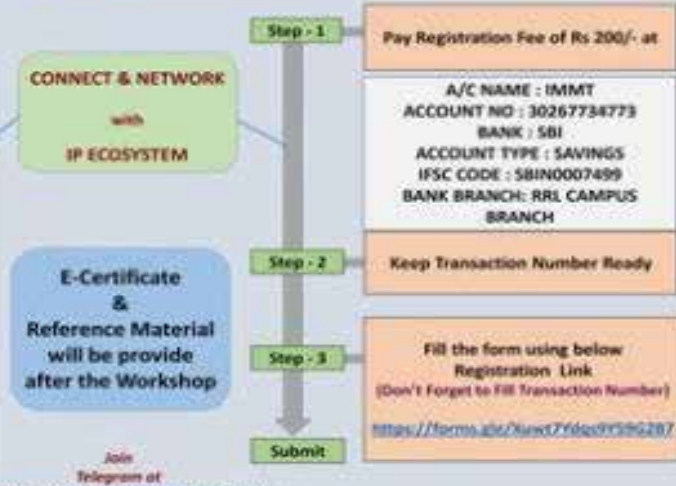 Step - 1
Pay Registration Fee of Rs 200/- at
CONNECT & NETWORK
with
IP ECOSYSTEM
A/C NAME : IMMT
ACCOUNT NO : 30267734773
BANK : SBI
ACCOUNT TYPE : SAVINGS
IFSC CODE : SBIN0007499
BANK BRANCH: RRL CAMPUS
BRANCH
Step - 2
Keep Transaction Number Ready
E-Certificate
&
Reference Material
will be provide
after the Workshop
Step - 3
Fill the form using below
Registration Link
(Don't Forget to Fill Transaction Number)
Submit
Join
Telegram at